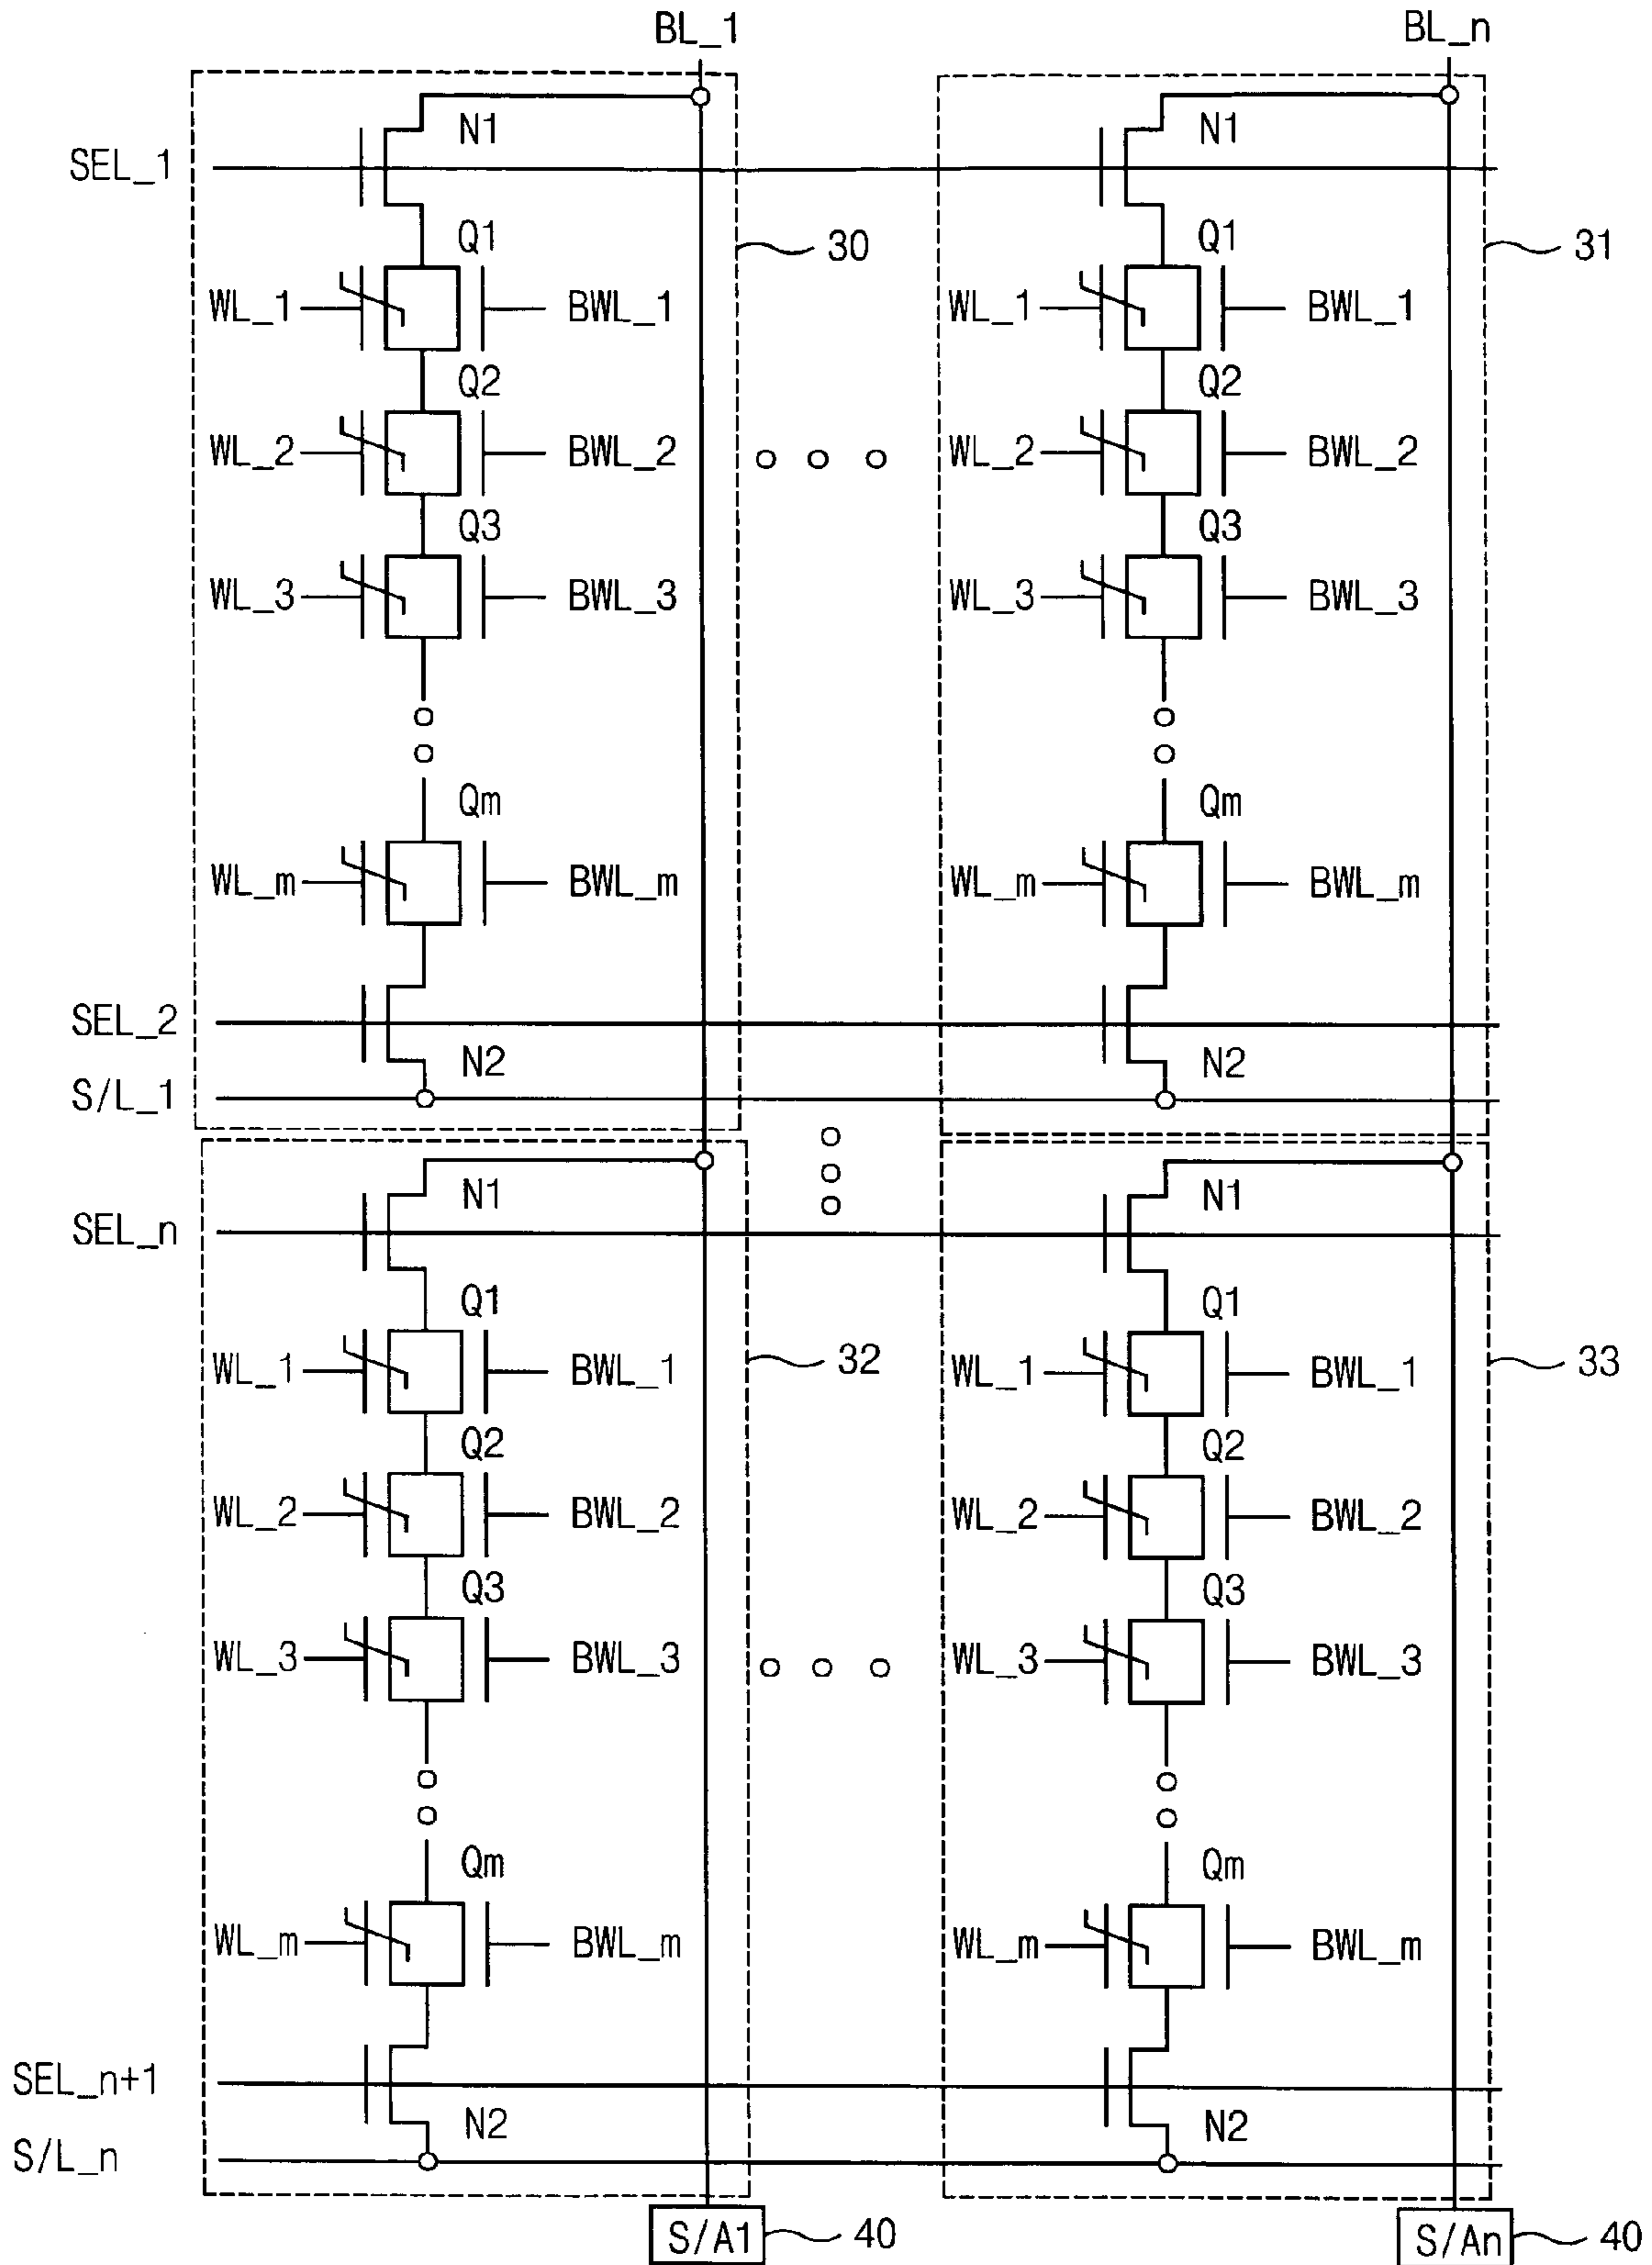 BL_1 BL_n
N1 N1
SEL_1
Q1 30 Q1 31
WL_1 BWL_1 WL_1 BWL_1
Q2 Q2
WL_2 BWL_2 WL_2 BWL_2
Q3 Q3
WL_3 BWL_3 WL_3 BWL_3
Qm Qm
WL_m BWL_m WL_m BWL_m
SEL_2
N2 N2
S/L_1
N1 N1
SEL_n
Q1 Q1
WL_1 BWL_1 32 WL_1 BWL_1 33
Q2 Q2
WL_2 BWL_2 WL_2 BWL_2
Q3 Q3
WL_3 BWL_3 WL_3 BWL_3
Qm Qm
WL_m BWL_m WL_m BWL_m
SEL_n+1
N2 N2
S/L_n
S/A1 40 S/An 40